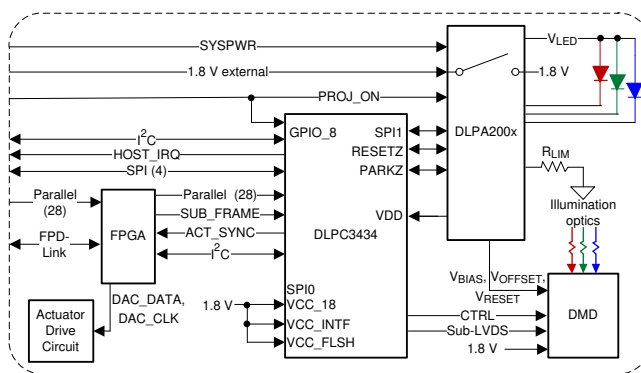 SYSPWR
1.8 V external
PROJ_ON
I2C
HOST_IRQ
SPI (4)
Parallel
(28)
FPD-
Link
FPGA
Parallel (28)
SUB_FRAME
ACT_SYNC
I2C
DAC_DATA,
DAC_CLK
Actuator
Drive
Circuit
GPIO_8
SPI1
RESETZ
PARKZ
VDD
DLPC3434
SPI0
1.8 V
VCC_18
VCC_INTF
VCC_FLSH
DLPA200x
VLED
1.8 V
RLIM
Illumination
optics
VBIAS, VOFFSET,
VRESET
CTRL
Sub-LVDS
1.8 V
DMD